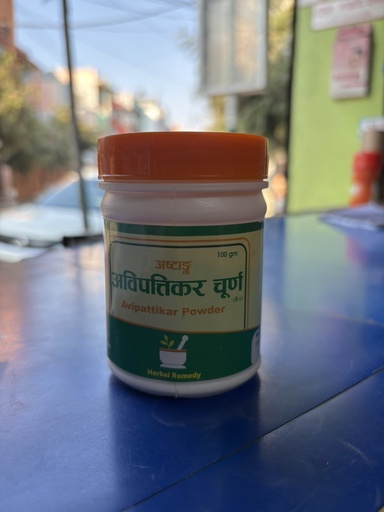 100 gm
अष्टाङ्ग
अविपत्तिकर चूर्ण
Avipattikar Powder
Herbal Remedy